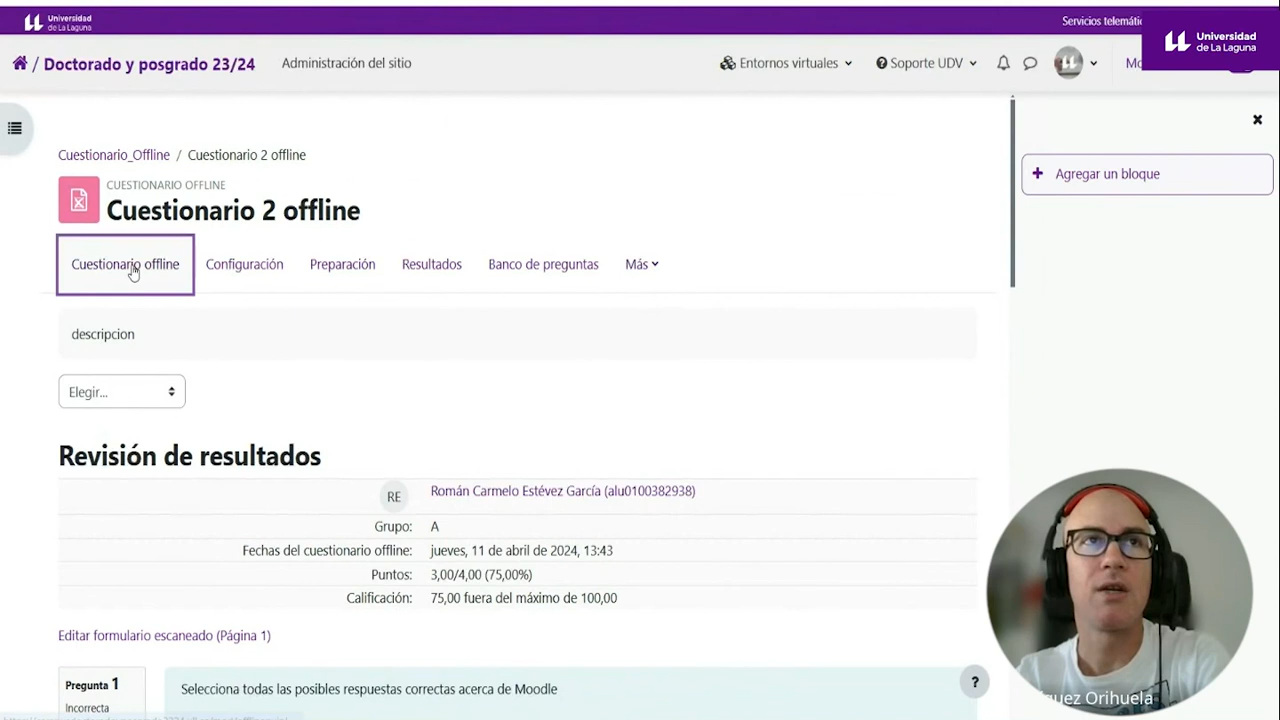 Universidad
de La Laguna
Servicios telemátic
Universidad
de La Laguna
/ Doctorado y posgrado 23/24
Administración del sitio
Entornos virtuales
Soporte UDV
Cuestionario_Offline / Cuestionario 2 offline
CUESTIONARIO OFFLINE
Cuestionario 2 offline
Cuestionario offline
Configuración
Preparación
Resultados
Banco de preguntas
Más
Agregar un bloque
descripcion
Elegir...
Revisión de resultados
RE
Román Carmelo Estévez García (alu0100382938)
Grupo: A
Fechas del cuestionario offline: jueves, 11 de abril de 2024, 13:43
Puntos: 3,00/4,00 (75,00%)
Calificación: 75,00 fuera del máximo de 100,00
Editar formulario escaneado (Página 1)
Pregunta 1
Incorrecta
Selecciona todas las posibles respuestas correctas acerca de Moodle
?
Orihuela